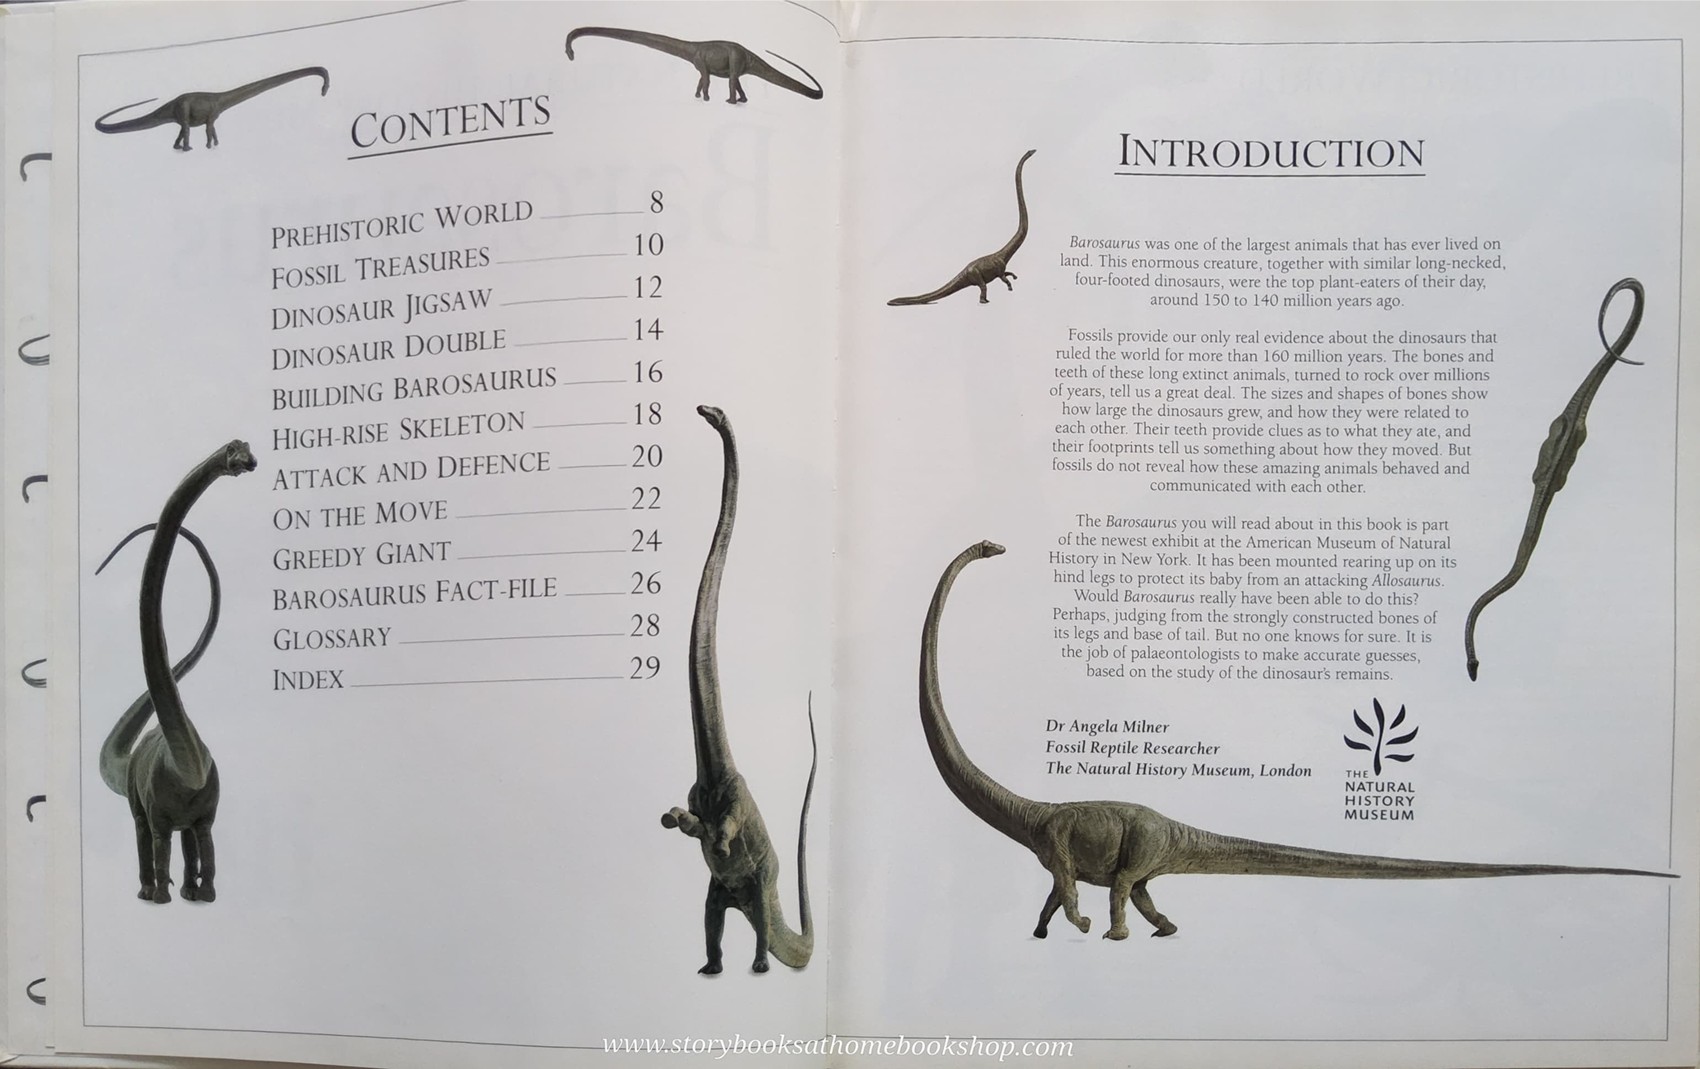 CONTENTS
PREHISTORIC WORLD 8
FOSSIL TREASURES 10
DINOSAUR JIGSAW 12
DINOSAUR DOUBLE 14
BUILDING BAROSAURUS 16
HIGH-RISE SKELETON 18
ATTACK AND DEFENCE 20
ON THE MOVE 22
GREEDY GIANT 24
BAROSAURUS FACT-FILE 26
GLOSSARY 28
INDEX 29
INTRODUCTION
Barosaurus was one of the largest animals that has ever lived on
land. This enormous creature, together with similar long-necked,
four-footed dinosaurs, were the top plant-eaters of their day,
around 150 to 140 million years ago.
Fossils provide our only real evidence about the dinosaurs that
ruled the world for more than 160 million years. The bones and
teeth of these long extinct animals, turned to rock over millions
of years, tell us a great deal. The sizes and shapes of bones show
how large the dinosaurs grew, and how they were related to
each other. Their teeth provide clues as to what they ate, and
their footprints tell us something about how they moved. But
fossils do not reveal how these amazing animals behaved and
communicated with each other.
The Barosaurus you will read about in this book is part
of the newest exhibit at the American Museum of Natural
History in New York. It has been mounted rearing up on its
hind legs to protect its baby from an attacking Allosaurus.
Would Barosaurus really have been able to do this?
Perhaps, judging from the strongly constructed bones of
its legs and base of tail. But no one knows for sure. It is
the job of palaeontologists to make accurate guesses,
based on the study of the dinosaur's remains.
Dr Angela Milner
Fossil Reptile Researcher
The Natural History Museum, London
THE
NATURAL
HISTORY
MUSEUM
www.storybooksathomebookshop.com